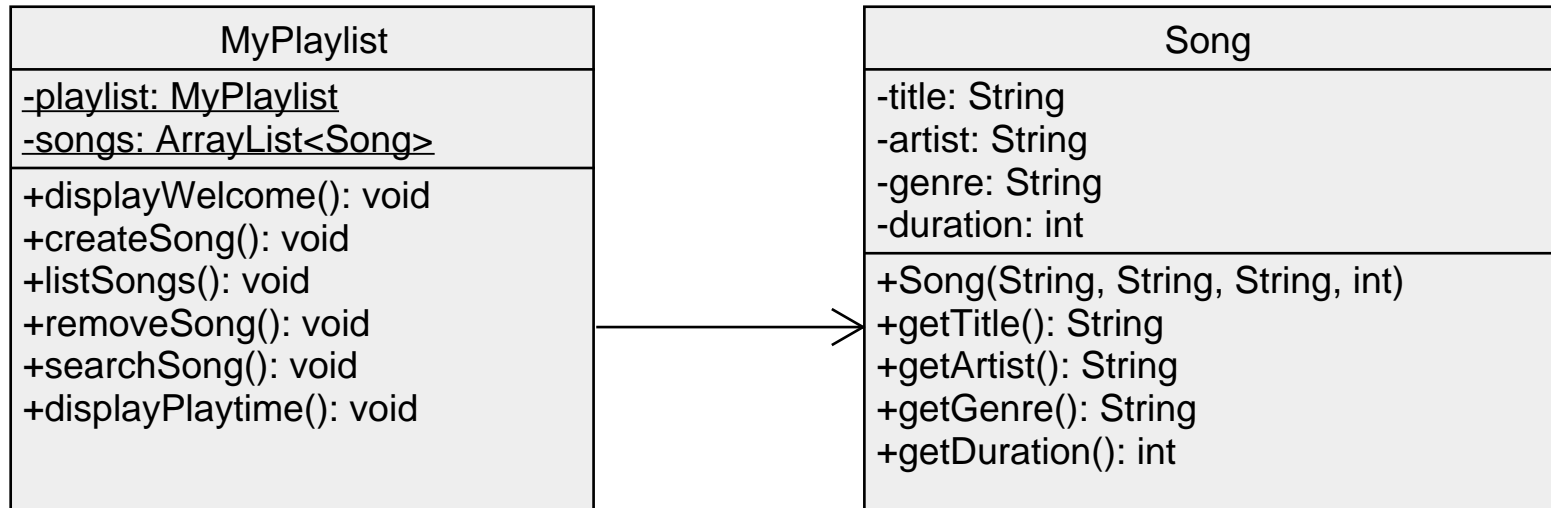 MyPlaylist
-playlist: MyPlaylist
-songs: ArrayList<Song>
+displayWelcome(): void
+createSong(): void
+listSongs(): void
+removeSong(): void
+searchSong(): void
+displayPlaytime(): void
Song
-title: String
-artist: String
-genre: String
-duration: int
+Song(String, String, String, int)
+getTitle(): String
+getArtist(): String
+getGenre(): String
+getDuration(): int